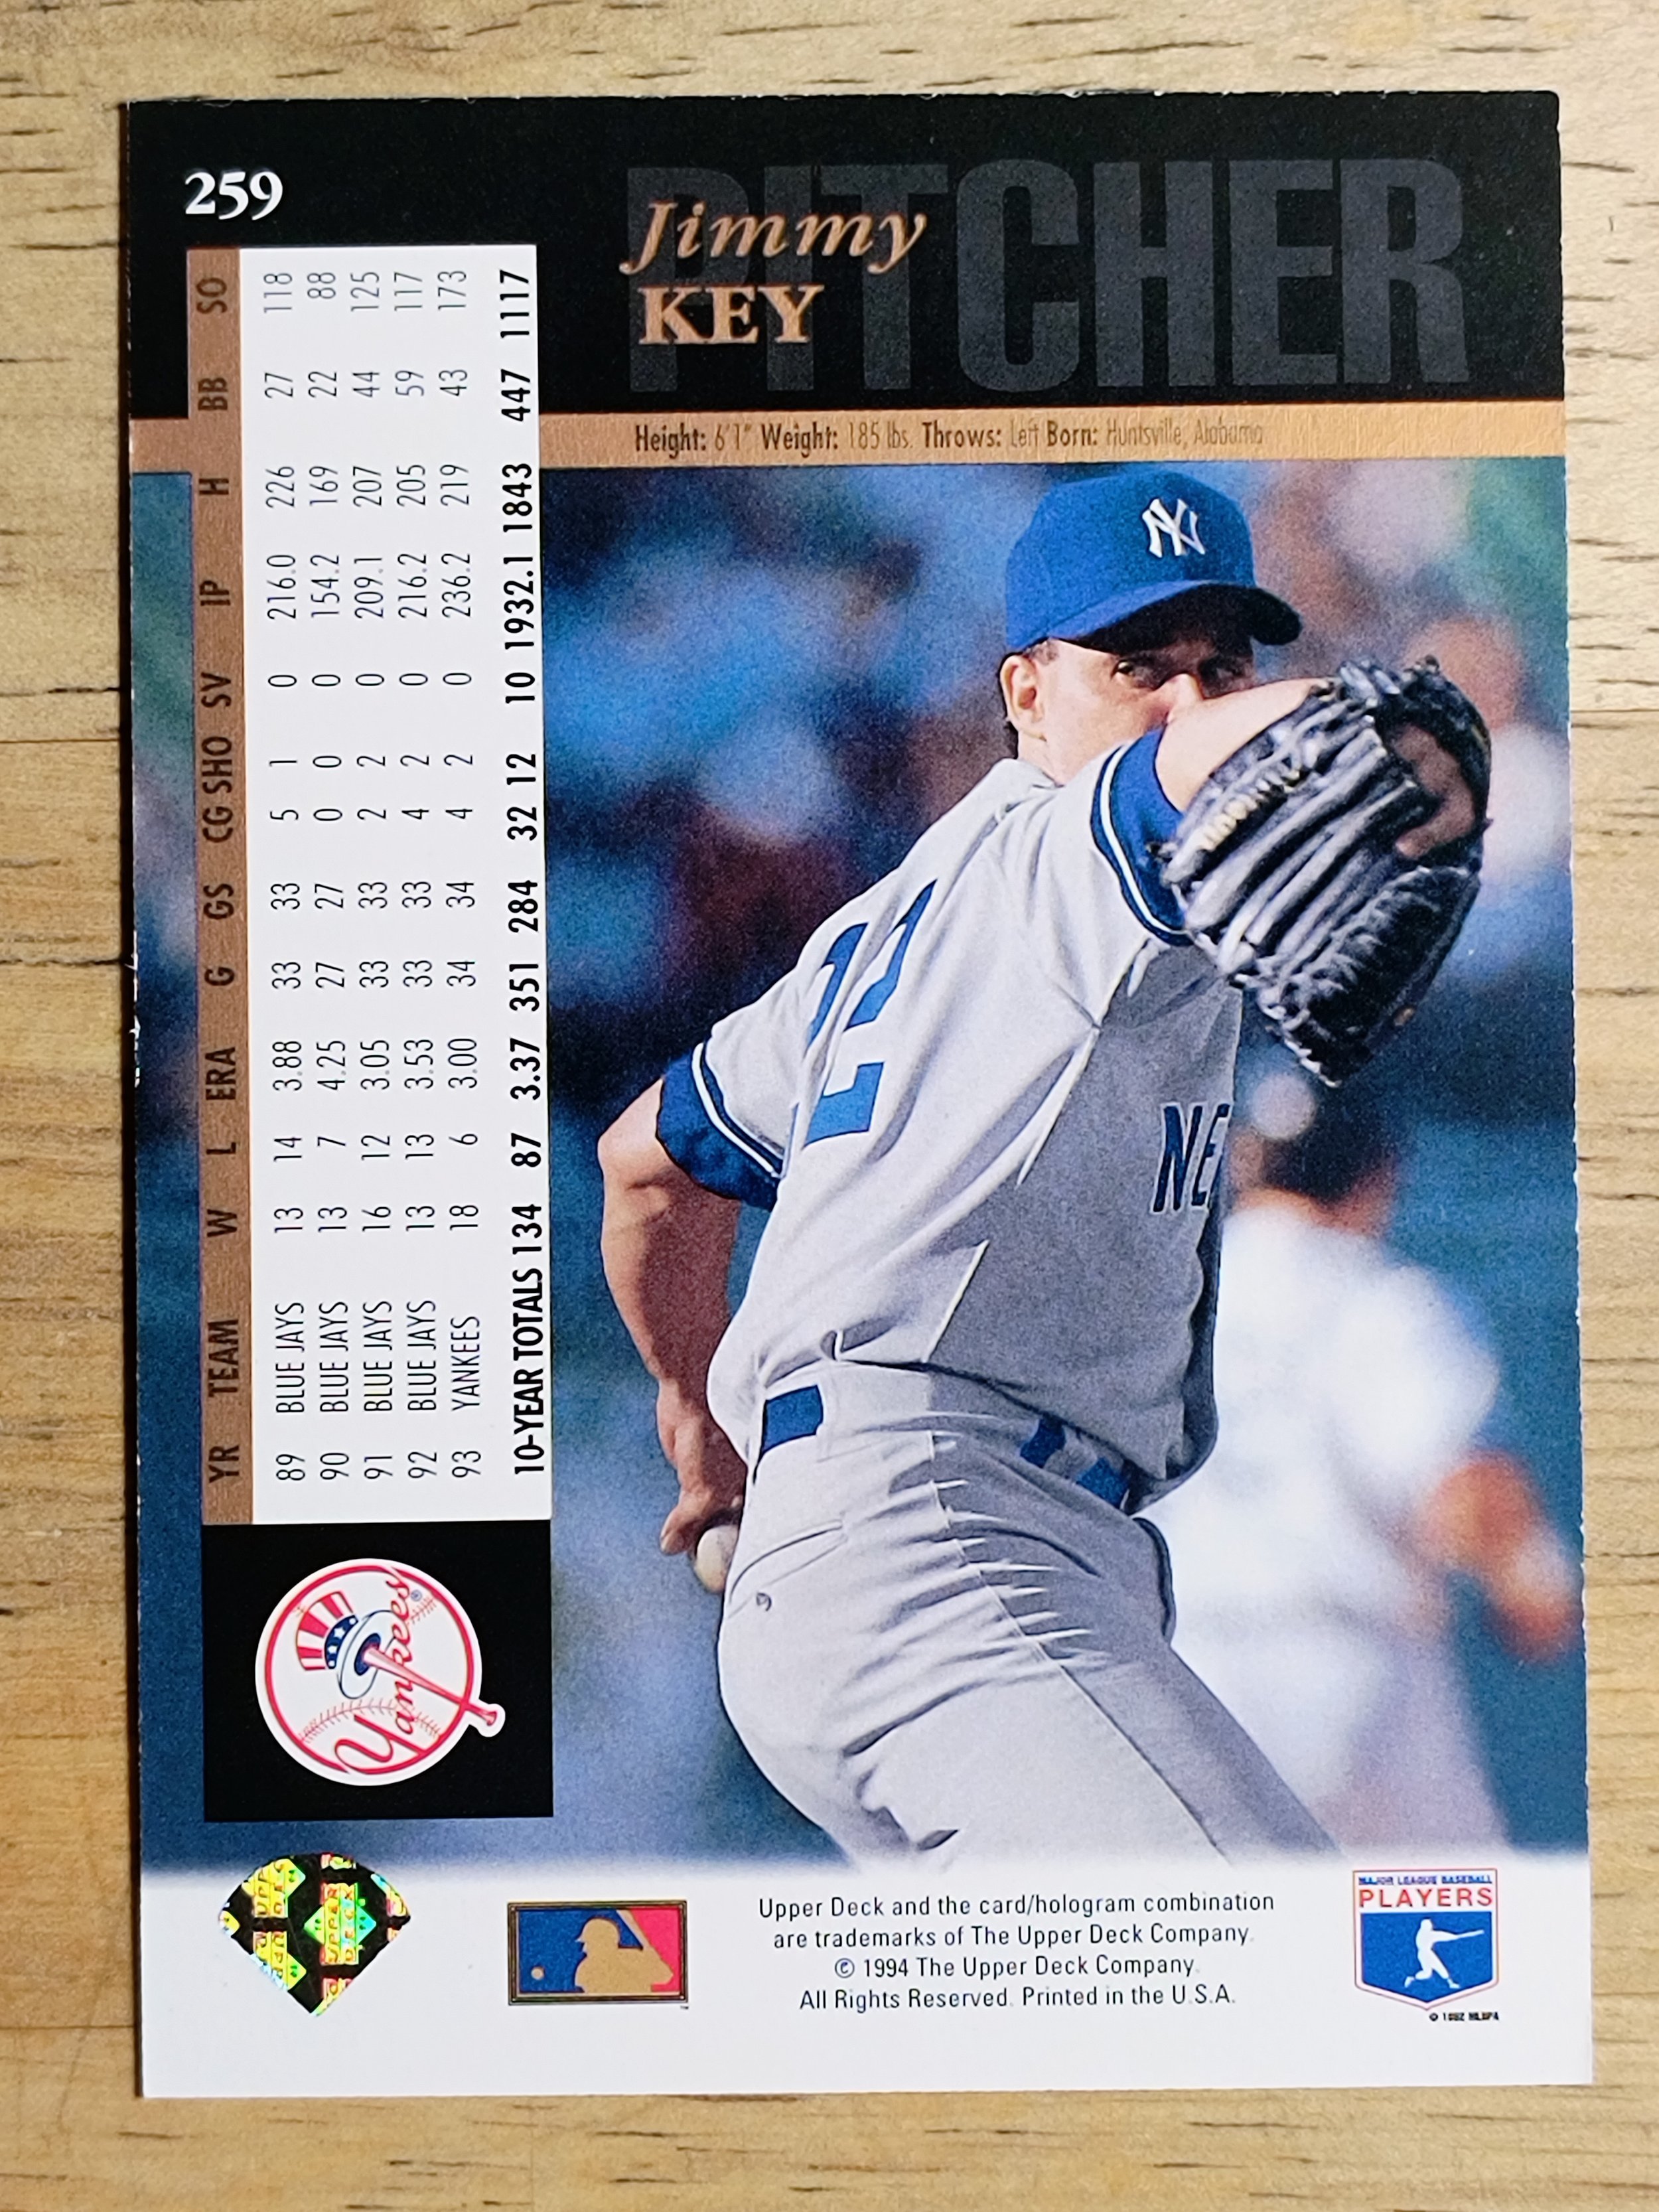 259
PITCHER
Jimmy
KEY
Height: 6'1" Weight: 185 lbs. Throws: Left Born: Huntsville, Alabama
YR TEAM W L ERA G GS CG SHO SV IP H BB SO
89 BLUE JAYS 13 14 3.88 33 33 5 1 0 216.0 226 27 118
90 BLUE JAYS 13 7 4.25 27 27 0 0 0 154.2 169 22 88
91 BLUE JAYS 16 12 3.05 33 33 2 2 0 209.1 207 44 125
92 BLUE JAYS 13 13 3.53 33 33 4 2 0 216.2 205 59 117
93 YANKEES 18 6 3.00 34 34 4 2 0 236.2 219 43 173
10-YEAR TOTALS 134 87 3.37 351 284 32 12 10 1932.1 1843 447 1117
Yankees
NY
22
NE
UPPER DECK
Upper Deck and the card/hologram combination
are trademarks of The Upper Deck Company.
© 1994 The Upper Deck Company.
All Rights Reserved. Printed in the U.S.A.
MAJOR LEAGUE BASEBALL
PLAYERS